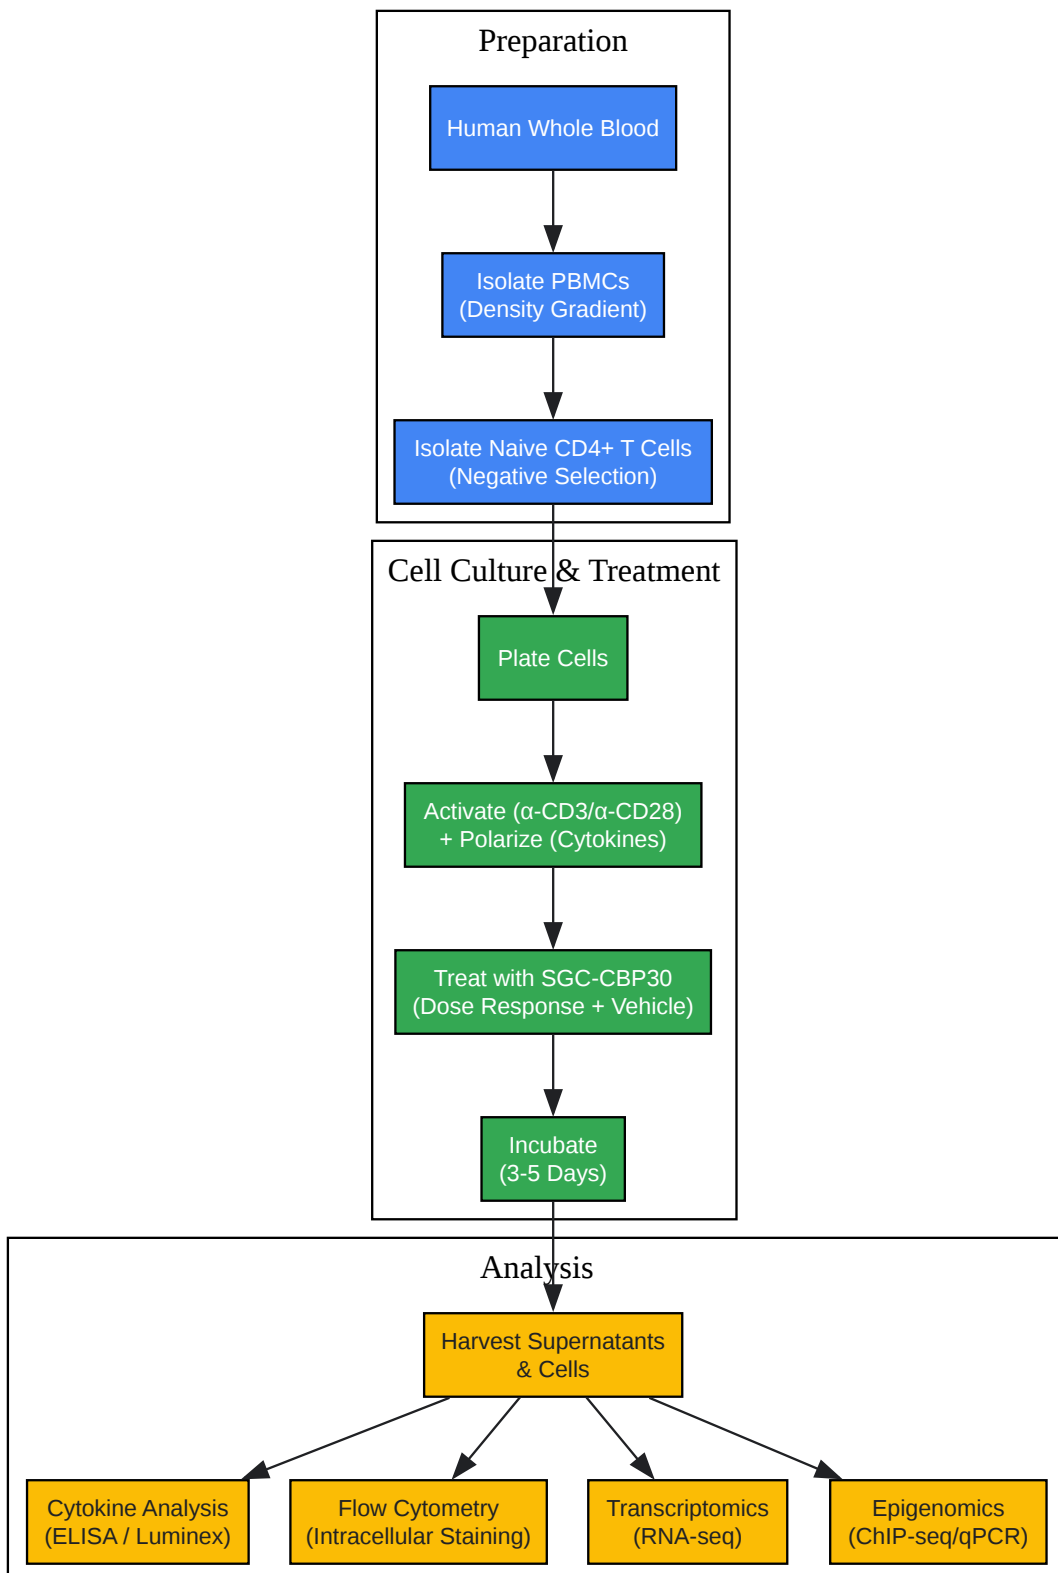 Preparation
Human Whole Blood
Isolate PBMCs
(Density Gradient)
Isolate Naive CD4+ T Cells
(Negative Selection)
Cell Culture & Treatment
Plate Cells
Activate (α-CD3/α-CD28)
+ Polarize (Cytokines)
Treat with SGC-CBP30
(Dose Response + Vehicle)
Incubate
(3-5 Days)
Analysis
Harvest Supernatants
& Cells
Cytokine Analysis
(ELISA / Luminex)
Flow Cytometry
(Intracellular Staining)
Transcriptomics
(RNA-seq)
Epigenomics
(ChIP-seq/qPCR)